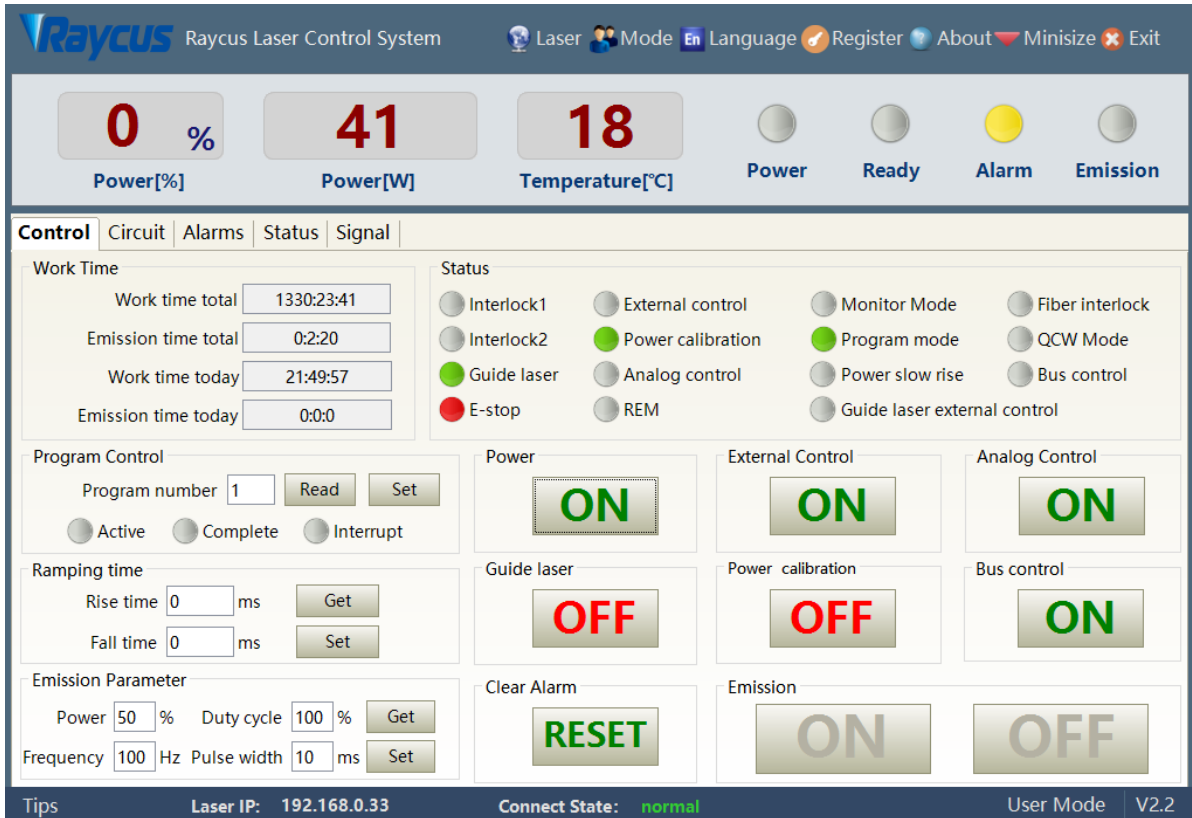 Raycus Raycus Laser Control System Laser Mode En Language Register About Minisize Exit
0 % 41 18
Power[%] Power[W] Temperature[℃] Power Ready Alarm Emission
Control Circuit Alarms Status Signal
Work Time
Work time total 1330:23:41
Emission time total 0:2:20
Work time today 21:49:57
Emission time today 0:0:0
Status
Interlock1 External control Monitor Mode Fiber interlock
Interlock2 Power calibration Program mode QCW Mode
Guide laser Analog control Power slow rise Bus control
E-stop REM Guide laser external control
Program Control
Program number 1 Read Set
Active Complete Interrupt
Power
ON
External Control
ON
Analog Control
ON
Ramping time
Rise time 0 ms Get
Fall time 0 ms Set
Guide laser
OFF
Power calibration
OFF
Bus control
ON
Emission Parameter
Power 50 % Duty cycle 100 % Get
Frequency 100 Hz Pulse width 10 ms Set
Clear Alarm
RESET
Emission
ON OFF
Tips Laser IP: 192.168.0.33 Connect State: normal User Mode V2.2